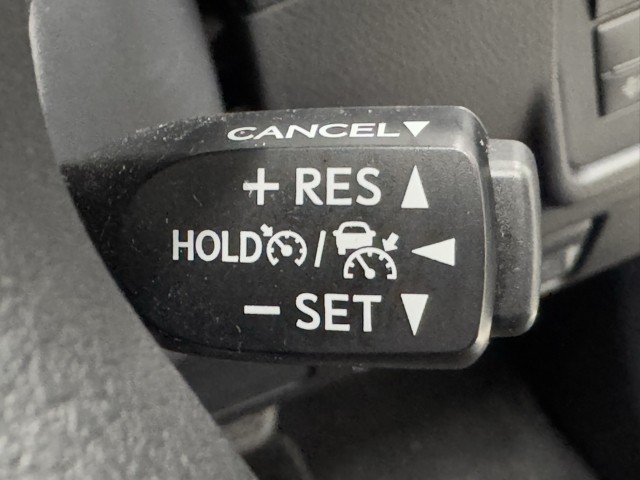 CANCEL▼
+ RES ▲
HOLD / ◀
- SET ▼